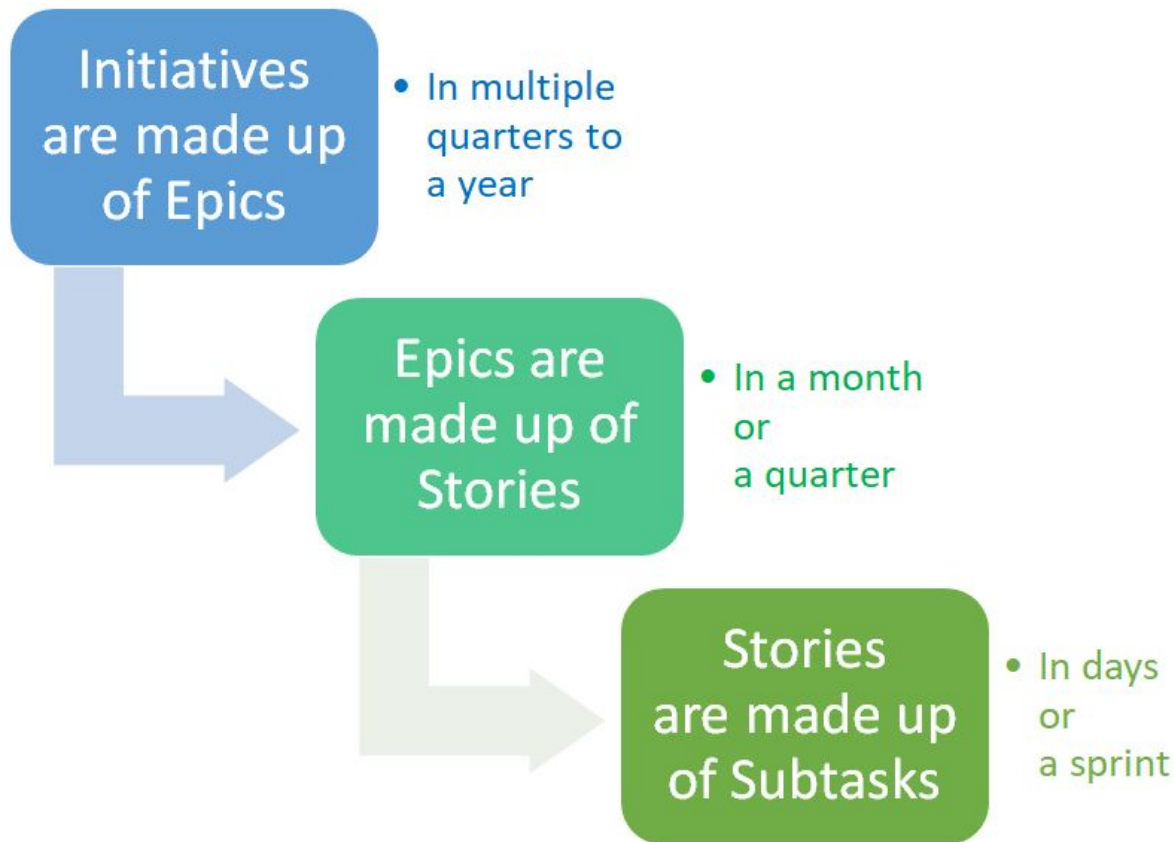 Initiatives
are made up
of Epics
• In multiple
quarters to
a year
Epics are
made up of
Stories
• In a month
or
a quarter
Stories
are made up
of Subtasks
• In days
or
a sprint